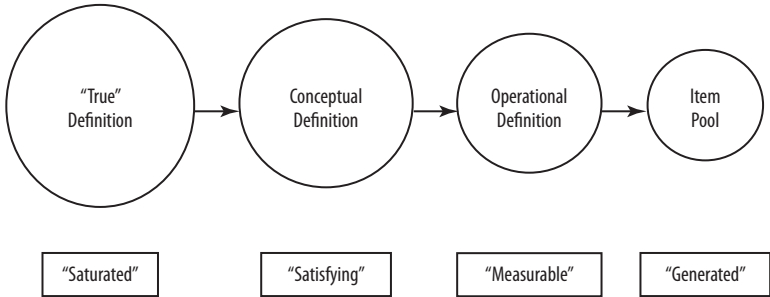 “True”
Definition
Conceptual
Definition
Operational
Definition
Item
Pool
“Saturated”
“Satisfying”
“Measurable”
“Generated”